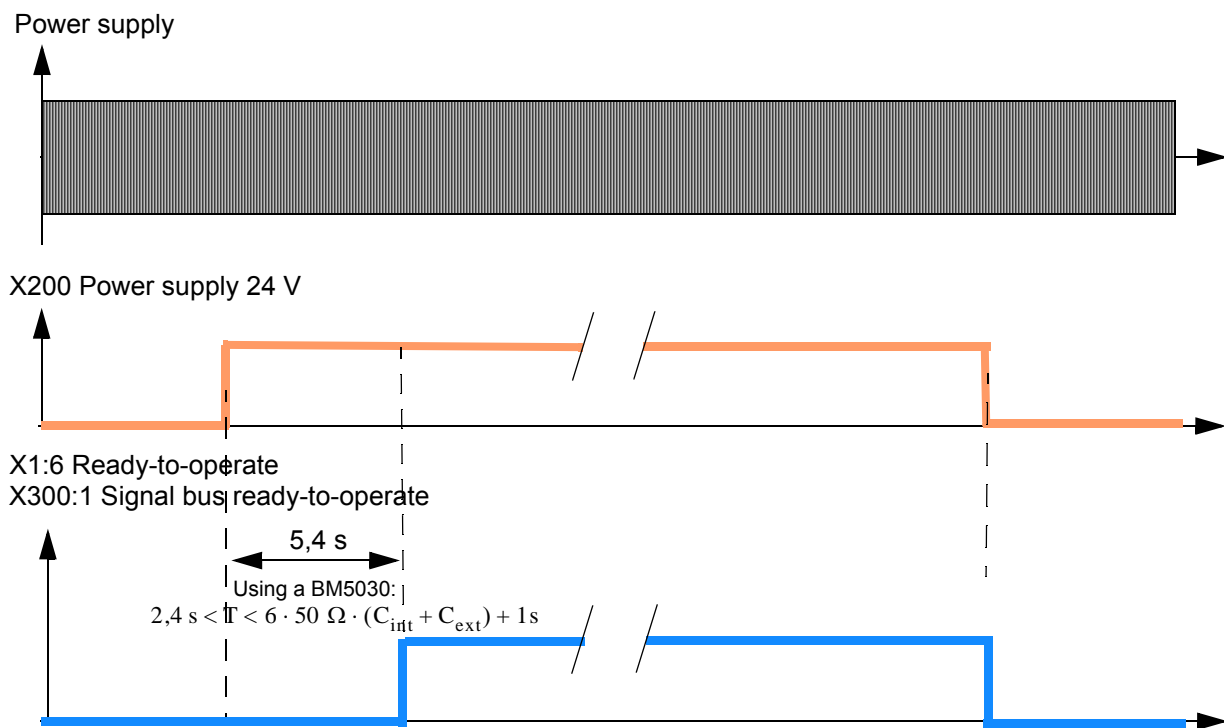 Power supply
X200 Power supply 24 V
X1:6 Ready-to-operate
X300:1 Signal bus ready-to-operate
5,4 s
Using a BM5030:
2,4 s < T < 6 · 50 Ω · (C_int + C_ext) + 1s